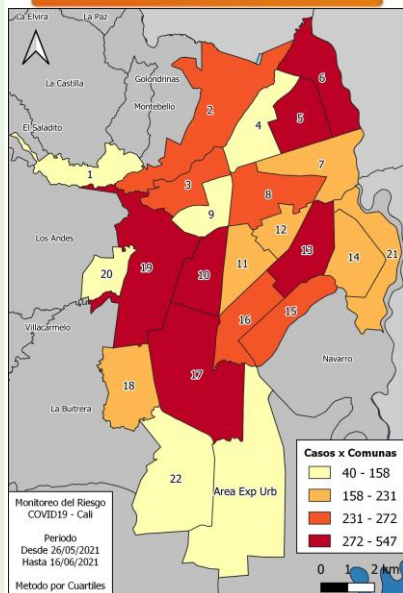 La Elvira
La Paz
La Castilla
Golondrinas
Montebello
El Saladito
Los Andes
Villacarmelo
La Buitrera
Navarro
6
2
5
4
7
1
3
8
9
12
13
14
21
11
10
19
20
16
15
17
18
22
Area Exp Urb
Casos x Comunas
40 - 158
158 - 231
231 - 272
272 - 547
Monitoreo del Riesgo
COVID19 - Cali
Periodo
Desde 26/05/2021
Hasta 16/06/2021
Metodo por Cuartiles
0 1 2 km